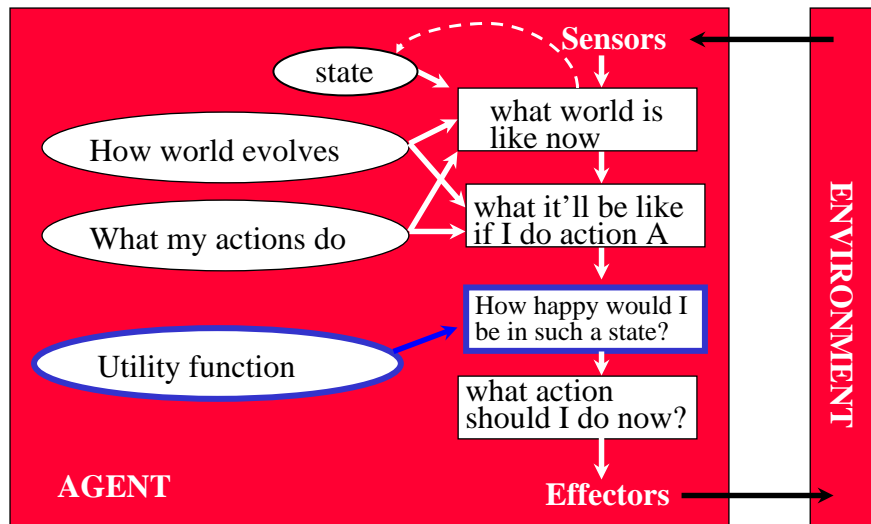 Sensors
state
what world is
like now
How world evolves
what it’ll be like
if I do action A
What my actions do
How happy would I
be in such a state?
Utility function
what action
should I do now?
AGENT
Effectors
ENVIRONMENT